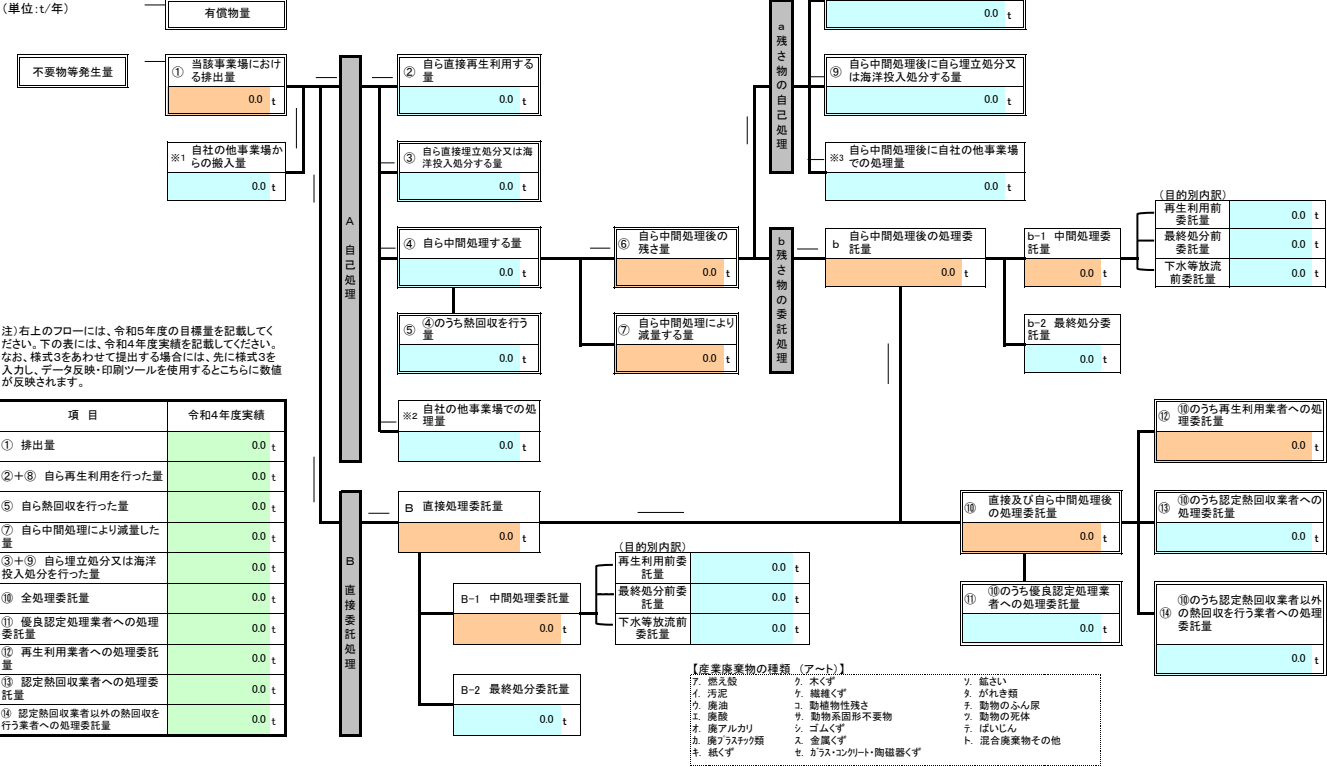 (単位:t/年)
有償物量
0.0 t
不要物等発生量
① 当該事業場におけ
る排出量
0.0 t
※1 自社の他事業場か
らの搬入量
0.0 t
A 自己処理
② 自ら直接再生利用する
量
0.0 t
③ 自ら直接埋立処分又は海
洋投入処分する量
0.0 t
④ 自ら中間処理する量
0.0 t
⑤ ④のうち熱回収を行う
量
0.0 t
※2 自社の他事業場での処
理量
0.0 t
⑥ 自ら中間処理後の
残さ量
0.0 t
⑦ 自ら中間処理により
減量する量
0.0 t
a 残さ物の自己処理
⑨ 自ら中間処理後に自ら埋立処分又
は海洋投入処分する量
0.0 t
※3 自ら中間処理後に自社の他事業場
での処理量
0.0 t
b 残さ物の委託処理
b 自ら中間処理後の処理委
託量
0.0 t
b-1 中間処理委
託量
0.0 t
(目的別内訳)
再生利用前
委託量
0.0 t
最終処分前
委託量
0.0 t
下水等放流
前委託量
0.0 t
b-2 最終処分委
託量
0.0 t
注)右上のフローには、令和5年度の目標量を記載してく
ださい。下の表には、令和4年度実績を記載してください。
なお、様式3をあわせて提出する場合には、先に様式3を
入力し、データ反映・印刷ツールを使用するとこちらに数値
が反映されます。
項 目 令和4年度実績
① 排出量 0.0 t
②+⑧ 自ら再生利用を行った量 0.0 t
⑤ 自ら熱回収を行った量 0.0 t
⑦ 自ら中間処理により減量した
量 0.0 t
③+⑨ 自ら埋立処分又は海洋
投入処分を行った量 0.0 t
⑩ 全処理委託量 0.0 t
⑪ 優良認定処理業者への処理
委託量 0.0 t
⑫ 再生利用業者への処理委託
量 0.0 t
⑬ 認定熱回収業者への処理委
託量 0.0 t
⑭ 認定熱回収業者以外の熱回収を
行う業者への処理委託量 0.0 t
B 直接委託処理
B 直接処理委託量
0.0 t
B-1 中間処理委託量
0.0 t
(目的別内訳)
再生利用前委
託量
0.0 t
最終処分前委
託量
0.0 t
下水等放流前
委託量
0.0 t
B-2 最終処分委託量
0.0 t
⑩ 直接及び自ら中間処理後
の処理委託量
0.0 t
⑪ ⑩のうち優良認定処理業
者への処理委託量
0.0 t
⑫ ⑩のうち再生利用業者への処
理委託量
0.0 t
⑬ ⑩のうち認定熱回収業者への
処理委託量
0.0 t
⑭ ⑩のうち認定熱回収業者以外
の熱回収を行う業者への処理
委託量
0.0 t
【産業廃棄物の種類 (ア~ト)】
ア. 燃え殻 ク. 木くず ソ. 鉱さい
イ. 汚泥 ケ. 繊維くず タ. がれき類
ウ. 廃油 コ. 動植物性残さ チ. 動物のふん尿
エ. 廃酸 サ. 動物系固形不要物 ツ. 動物の死体
オ. 廃アルカリ シ. ゴムくず テ. ばいじん
カ. 廃プラスチック類 ス. 金属くず ト. 混合廃棄物その他
キ. 紙くず セ. ガラス・コンクリート・陶磁器くず